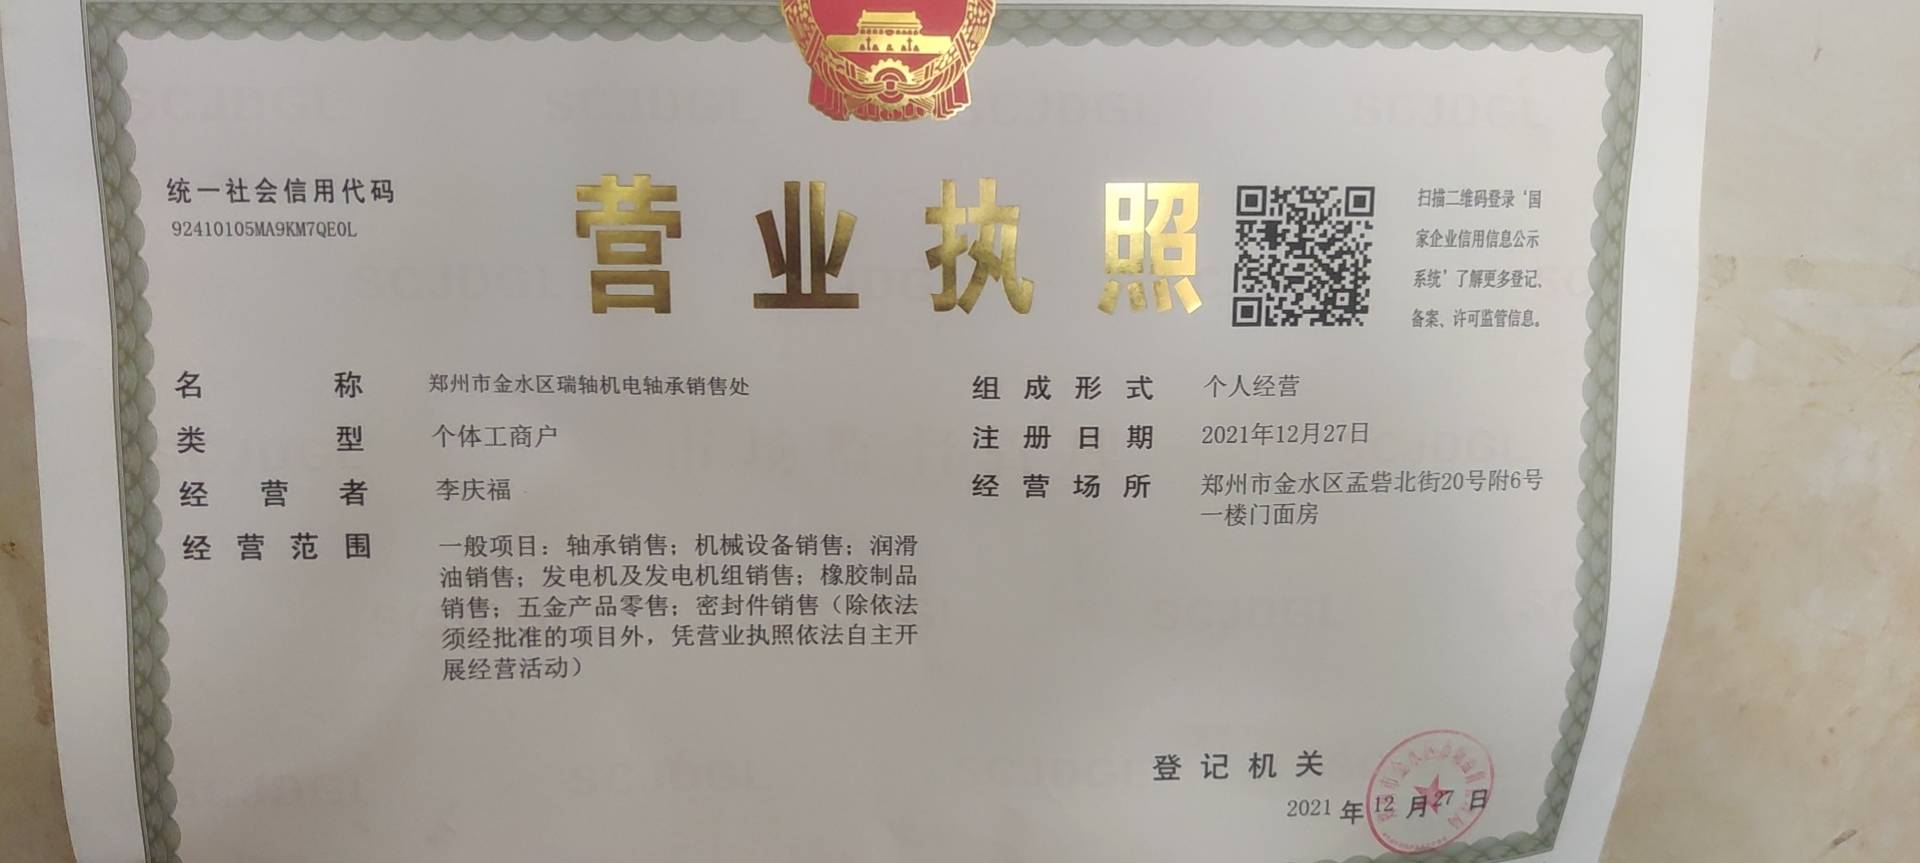 统一社会信用代码
92410105MA9KM7QE0L
营业执照
扫描二维码登录‘国
家企业信用信息公示
系统’了解更多登记、
备案、许可监管信息。
名称 郑州市金水区瑞轴机电轴承销售处
类型 个体工商户
经营者 李庆福
经营范围 一般项目：轴承销售；机械设备销售；润滑
油销售；发电机及发电机组销售；橡胶制品
销售；五金产品零售；密封件销售（除依法
须经批准的项目外，凭营业执照依法自主开
展经营活动）
组成形式 个人经营
注册日期 2021年12月27日
经营场所 郑州市金水区孟砦北街20号附6号
一楼门面房
登记机关
2021年12月27日
SCJDGL